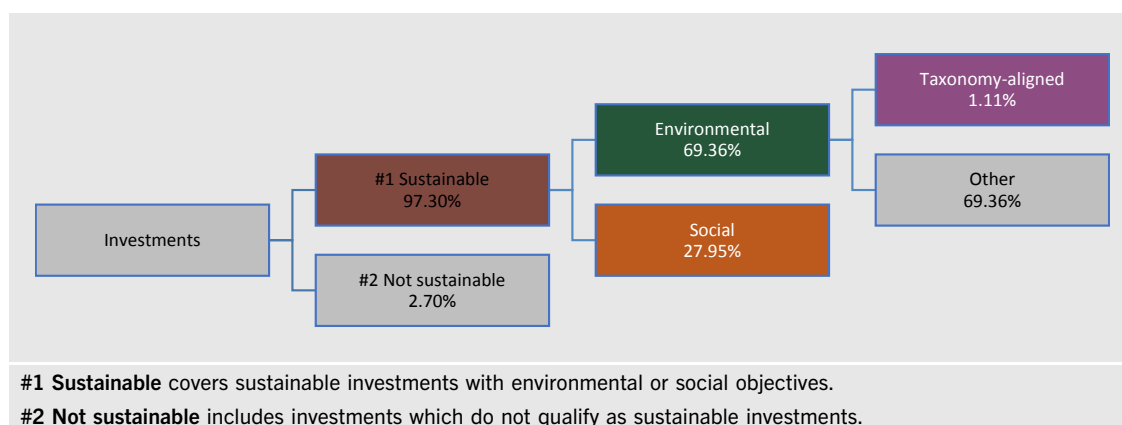 Investments
#1 Sustainable
97.30%
#2 Not sustainable
2.70%
Environmental
69.36%
Social
27.95%
Taxonomy-aligned
1.11%
Other
69.36%
#1 Sustainable covers sustainable investments with environmental or social objectives.
#2 Not sustainable includes investments which do not qualify as sustainable investments.